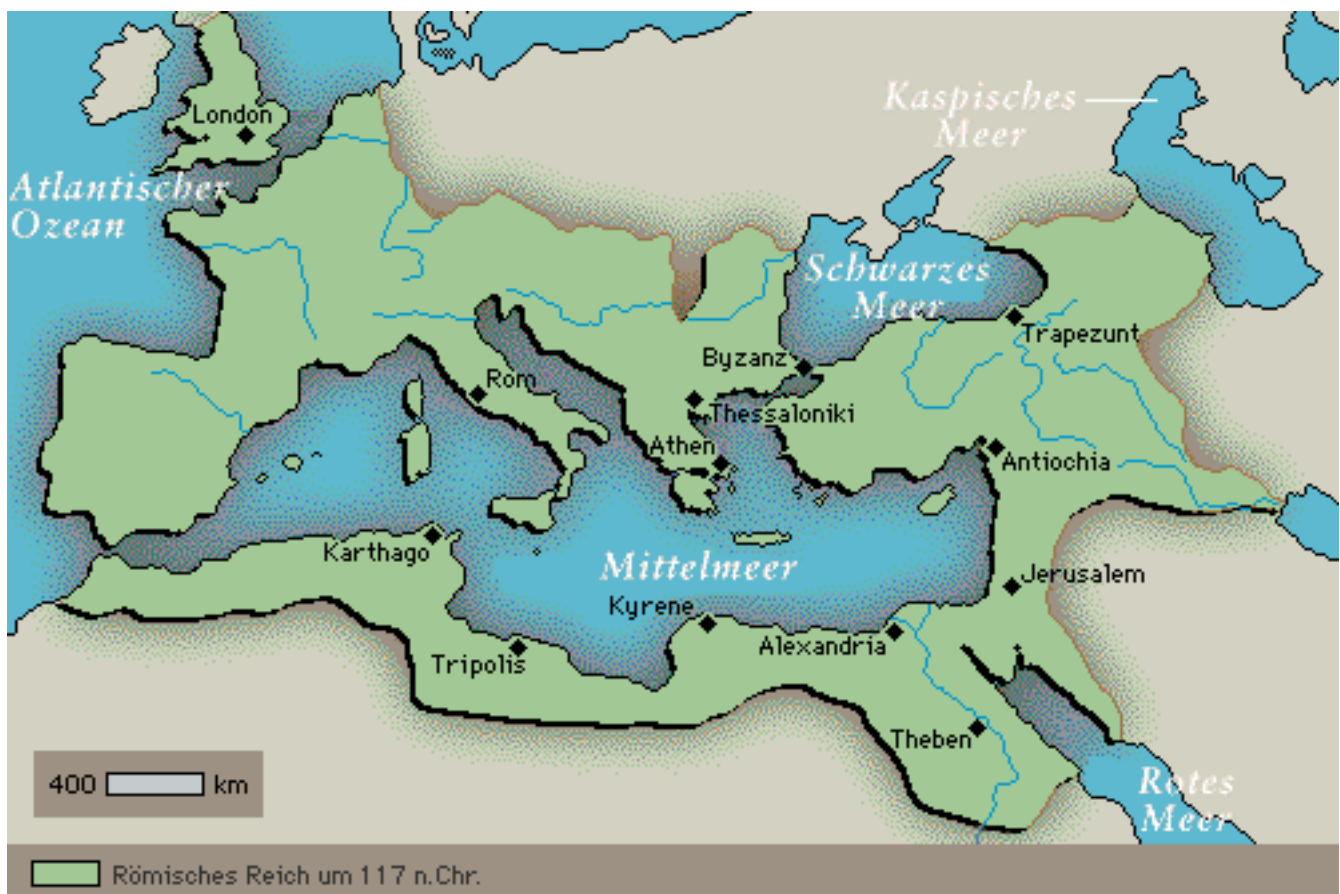 Kaspisches
Meer
London
Atlantischer
Ozean
Schwarzes
Meer
Trapezunt
Byzanz
Rom
Thessaloniki
Athen
Antiochia
Karthago
Mittelmeer
Jerusalem
Kyrene
Alexandria
Tripolis
Theben
400 km
Rotes
Meer
Römisches Reich um 117 n.Chr.